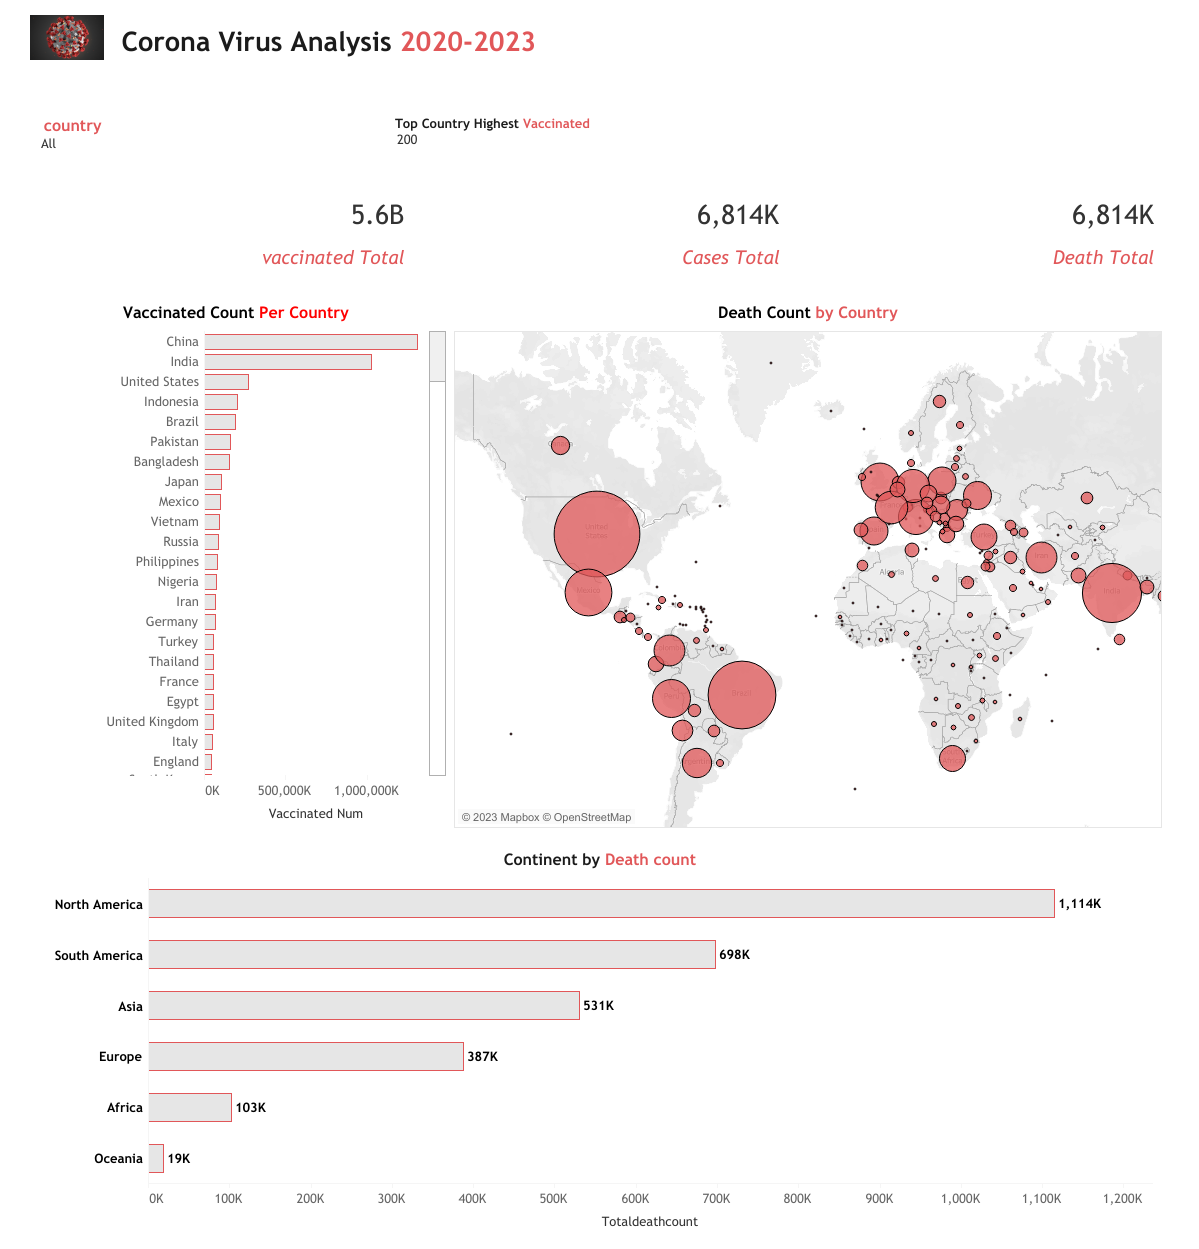 Corona Virus Analysis 2020-2023
country
All
Top Country Highest Vaccinated
200
5.6B
vaccinated Total
6,814K
Cases Total
6,814K
Death Total
Vaccinated Count Per Country
China
India
United States
Indonesia
Brazil
Pakistan
Bangladesh
Japan
Mexico
Vietnam
Russia
Philippines
Nigeria
Iran
Germany
Turkey
Thailand
France
Egypt
United Kingdom
Italy
England
0K 500,000K 1,000,000K
Vaccinated Num
Death Count by Country
United
States
Mexico
Brazil
Peru
Algeria
Egypt
Iran
India
© 2023 Mapbox © OpenStreetMap
Continent by Death count
North America 1,114K
South America 698K
Asia 531K
Europe 387K
Africa 103K
Oceania 19K
0K 100K 200K 300K 400K 500K 600K 700K 800K 900K 1,000K 1,100K 1,200K
Totaldeathcount